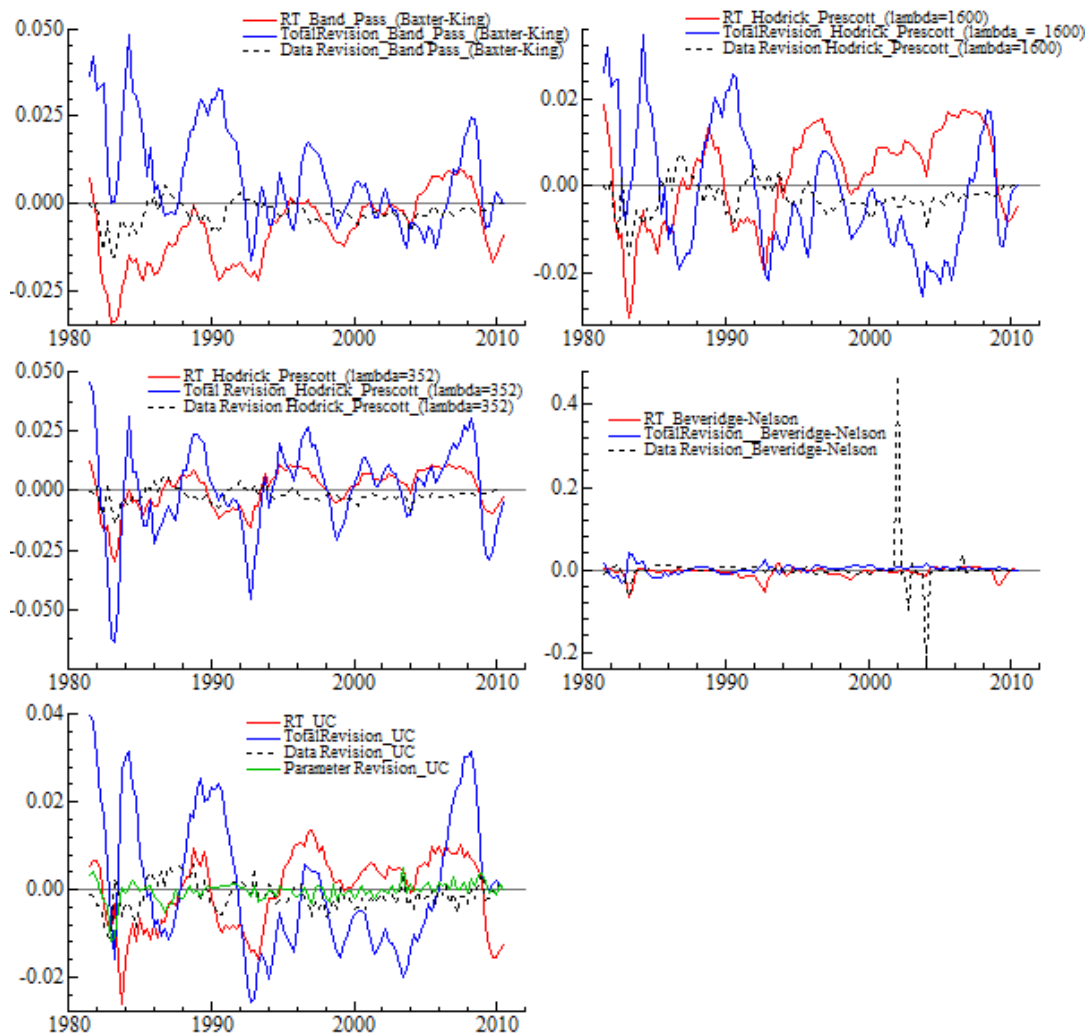 RT_Band_Pass_(Baxter-King)
TotalRevision_Band_Pass_(Baxter-King)
Data Revision_Band_Pass_(Baxter-King)
0.050
0.025
0.000
-0.025
1980 1990 2000 2010
RT_Hodrick_Prescott_(lambda=1600)
TotalRevision_Hodrick_Prescott_(lambda_=_1600)
Data Revision Hodrick_Prescott_(lambda=1600)
0.02
0.00
-0.02
1980 1990 2000 2010
RT_Hodrick_Prescott_(lambda=352)
Total Revision_Hodrick_Prescott_(lambda=352)
Data Revision Hodrick_Prescott_(lambda=352)
0.050
0.025
0.000
-0.025
-0.050
1980 1990 2000 2010
RT_Beveridge-Nelson
TotalRevision__Beveridge-Nelson
Data Revision_Beveridge-Nelson
0.4
0.2
0.0
-0.2
1980 1990 2000 2010
RT_UC
TotalRevision_UC
Data Revision_UC
Parameter Revision_UC
0.04
0.02
0.00
-0.02
1980 1990 2000 2010